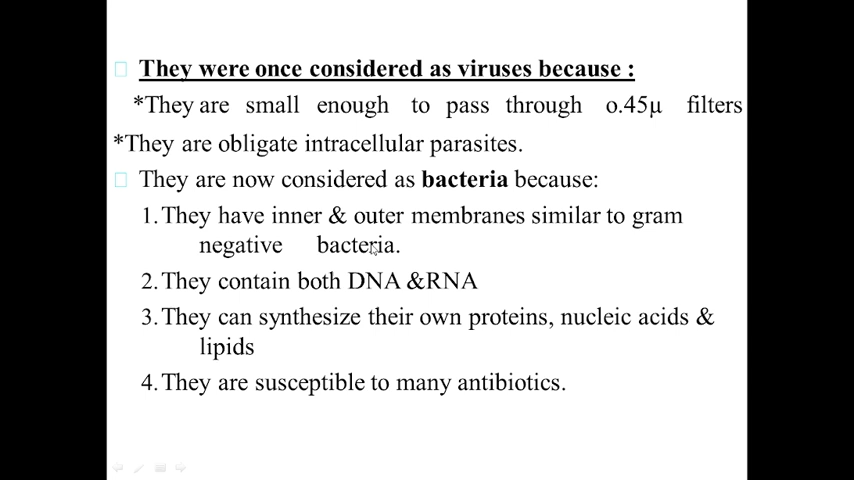 They were once considered as viruses because :
*They are small enough to pass through 0.45µ filters
*They are obligate intracellular parasites.
They are now considered as bacteria because:
1. They have inner & outer membranes similar to gram
negative bacteria.
2. They contain both DNA &RNA
3. They can synthesize their own proteins, nucleic acids &
lipids
4. They are susceptible to many antibiotics.